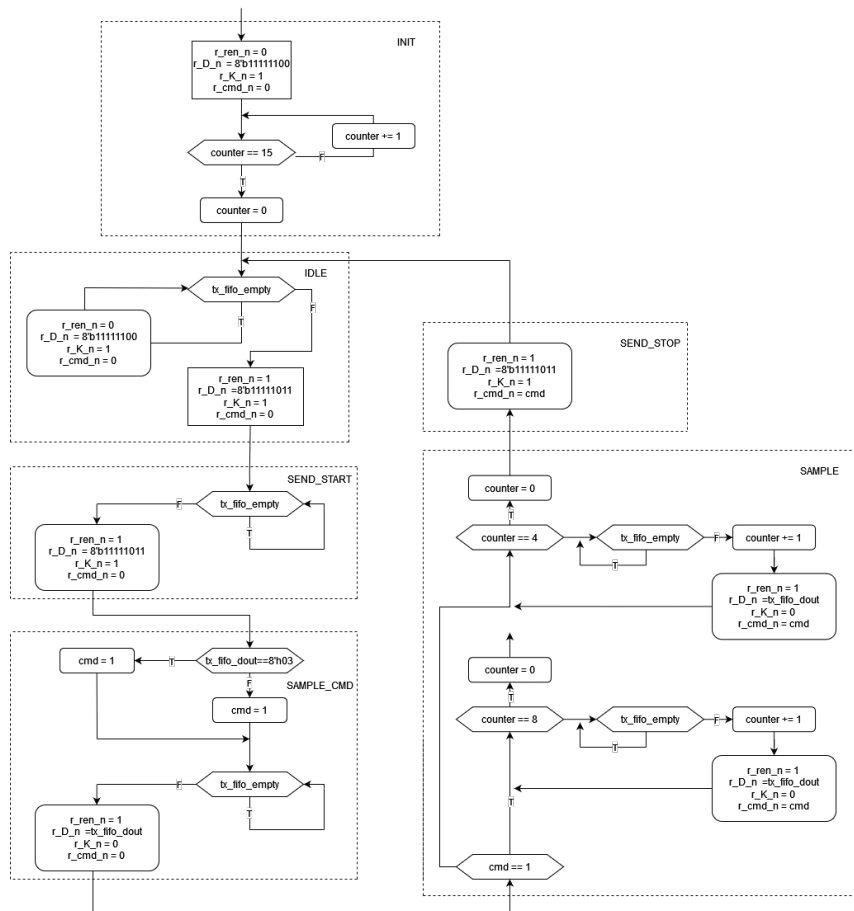 INIT
r_ren_n = 0
r_D_n  = 8'b11111100
r_K_n = 1
r_cmd_n = 0
counter += 1
counter == 15
F
T
counter = 0
IDLE
tx_fifo_empty
F
T
r_ren_n = 0
r_D_n  = 8'b11111100
r_K_n = 1
r_cmd_n = 0
r_ren_n = 1
r_D_n  =8'b11111011
r_K_n = 1
r_cmd_n = 0
SEND_START
tx_fifo_empty
F
T
r_ren_n = 1
r_D_n  = 8'b11111011
r_K_n = 1
r_cmd_n = 0
SAMPLE_CMD
tx_fifo_dout==8'h03
T
cmd = 1
F
cmd = 1
tx_fifo_empty
F
T
r_ren_n = 1
r_D_n  =tx_fifo_dout
r_K_n = 0
r_cmd_n = 0
SEND_STOP
r_ren_n = 1
r_D_n  =8'b11111011
r_K_n = 1
r_cmd_n = cmd
SAMPLE
counter = 0
T
counter == 4
tx_fifo_empty
F
counter += 1
T
r_ren_n = 1
r_D_n  =tx_fifo_dout
r_K_n = 0
r_cmd_n = cmd
counter = 0
T
counter == 8
tx_fifo_empty
F
counter += 1
T
r_ren_n = 1
r_D_n  =tx_fifo_dout
r_K_n = 0
r_cmd_n = cmd
T
cmd == 1